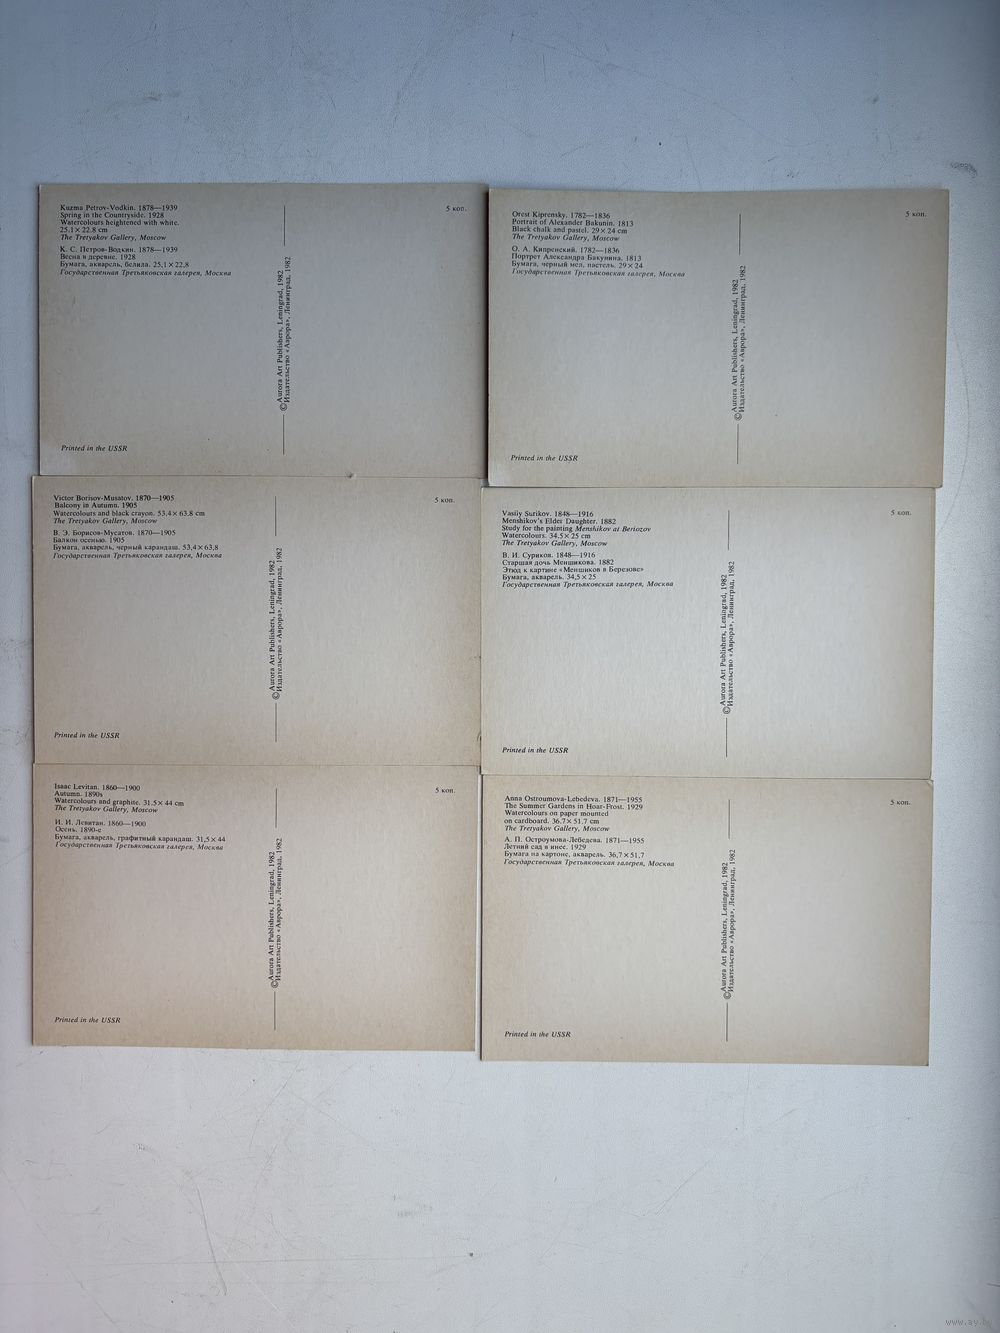 Kuzma Petrov-Vodkin. 1878—1939
Spring in the Countryside. 1928
Watercolours heightened with white.
25.1 × 22.8 cm
The Tretyakov Gallery, Moscow
К. С. Петров-Водкин. 1878—1939
Весна в деревне. 1928
Бумага, акварель, белила. 25,1 × 22,8
Государственная Третьяковская галерея, Москва
5 коп.
© Aurora Art Publishers, Leningrad, 1982
Издательство «Аврора», Ленинград, 1982
Printed in the USSR
Orest Kiprensky. 1782—1836
Portrait of Alexander Bakunin. 1813
Black chalk and pastel. 29 × 24 cm
The Tretyakov Gallery, Moscow
О. А. Кипренский. 1782—1836
Портрет Александра Бакунина. 1813
Бумага, черный мел, пастель. 29 × 24
Государственная Третьяковская галерея, Москва
5 коп.
© Aurora Art Publishers, Leningrad, 1982
Издательство «Аврора», Ленинград, 1982
Printed in the USSR
Victor Borisov-Musatov. 1870—1905
Balcony in Autumn. 1905
Watercolours and black crayon. 53.4 × 63.8 cm
The Tretyakov Gallery, Moscow
В. Э. Борисов-Мусатов. 1870—1905
Балкон осенью. 1905
Бумага, акварель, черный карандаш. 53,4 × 63,8
Государственная Третьяковская галерея, Москва
5 коп.
© Aurora Art Publishers, Leningrad, 1982
Издательство «Аврора», Ленинград, 1982
Printed in the USSR
Vasily Surikov. 1848—1916
Menshikov's Elder Daughter. 1882
Study for the painting Menshikov at Beriozov
Watercolours. 34.5 × 25 cm
The Tretyakov Gallery, Moscow
В. И. Суриков. 1848—1916
Старшая дочь Меншикова. 1882
Этюд к картине «Меншиков в Березове»
Бумага, акварель. 34,5 × 25
Государственная Третьяковская галерея, Москва
5 коп.
© Aurora Art Publishers, Leningrad, 1982
Издательство «Аврора», Ленинград, 1982
Printed in the USSR
Isaac Levitan. 1860—1900
Autumn. 1890s
Watercolours and graphite. 31.5 × 44 cm
The Tretyakov Gallery, Moscow
И. И. Левитан. 1860—1900
Осень. 1890-е
Бумага, акварель, графитный карандаш. 31,5 × 44
Государственная Третьяковская галерея, Москва
5 коп.
© Aurora Art Publishers, Leningrad, 1982
Издательство «Аврора», Ленинград, 1982
Printed in the USSR
Anna Ostroumova-Lebedeva. 1871—1955
The Summer Gardens in Hoar-Frost. 1929
Watercolours on paper mounted
on cardboard. 36.7 × 51.7 cm
The Tretyakov Gallery, Moscow
А. П. Остроумова-Лебедева. 1871—1955
Летний сад в инее. 1929
Бумага на картоне, акварель. 36,7 × 51,7
Государственная Третьяковская галерея, Москва
5 коп.
© Aurora Art Publishers, Leningrad, 1982
Издательство «Аврора», Ленинград, 1982
Printed in the USSR